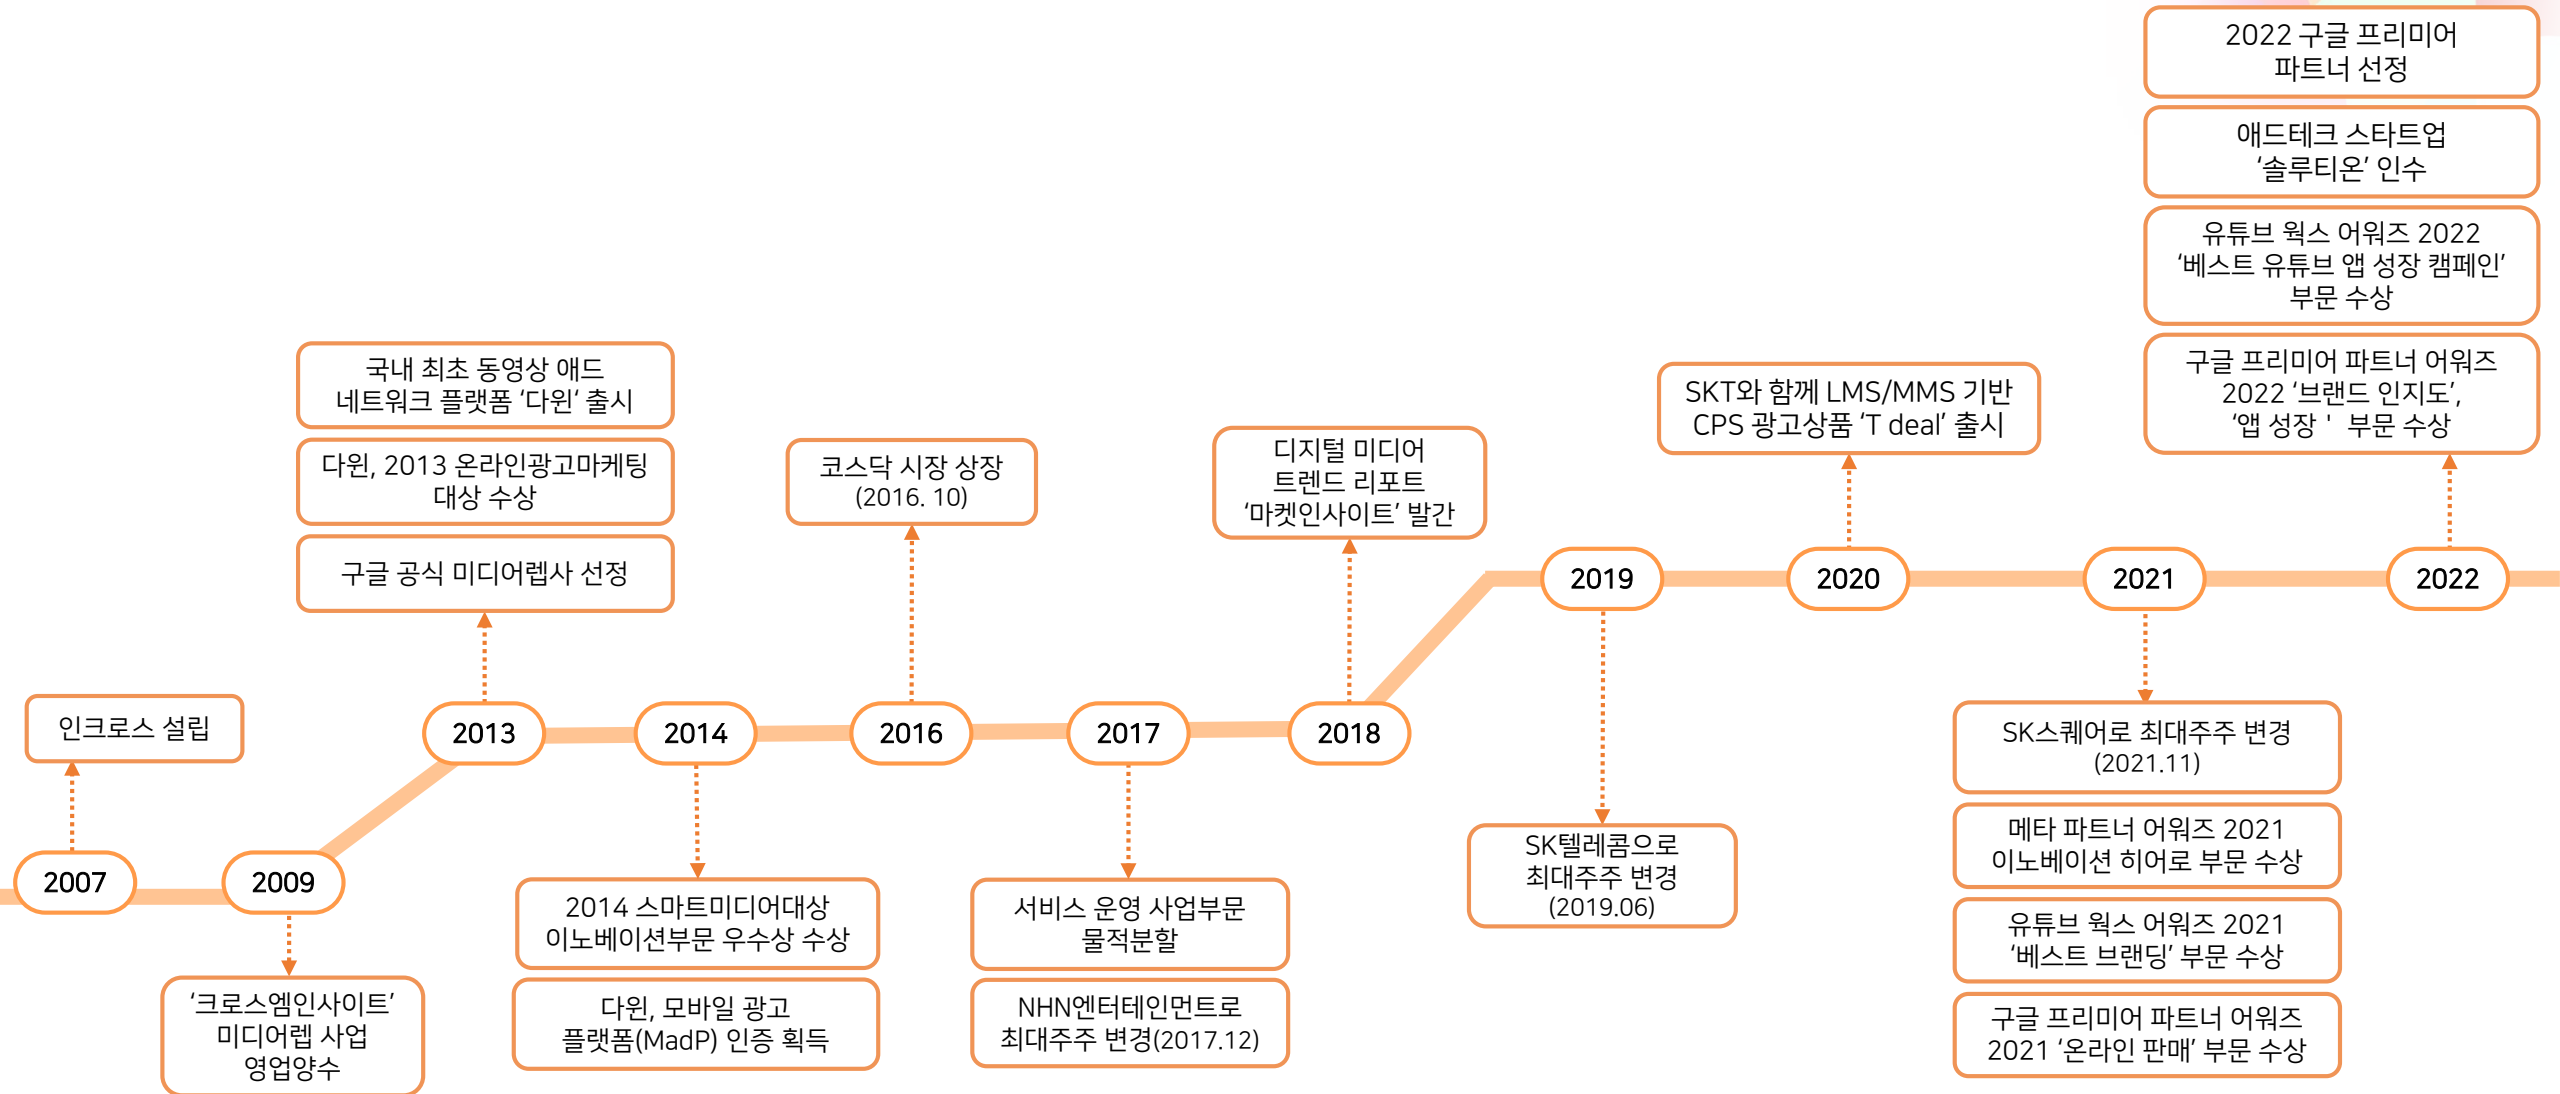 2007
인크로스 설립
2009
‘크로스엠인사이트’
미디어렙 사업
영업양수
2013
국내 최초 동영상 애드
네트워크 플랫폼 ‘다윈‘ 출시
다윈, 2013 온라인광고마케팅
대상 수상
구글 공식 미디어렙사 선정
2014
2014 스마트미디어대상
이노베이션부문 우수상 수상
다윈, 모바일 광고
플랫폼(MadP) 인증 획득
2016
코스닥 시장 상장
(2016. 10)
2017
서비스 운영 사업부문
물적분할
NHN엔터테인먼트로
최대주주 변경(2017.12)
2018
디지털 미디어
트렌드 리포트
‘마켓인사이트’ 발간
2019
SK텔레콤으로
최대주주 변경
(2019.06)
2020
SKT와 함께 LMS/MMS 기반
CPS 광고상품 ‘T deal’ 출시
2021
SK스퀘어로 최대주주 변경
(2021.11)
메타 파트너 어워즈 2021
이노베이션 히어로 부문 수상
유튜브 웍스 어워즈 2021
‘베스트 브랜딩’ 부문 수상
구글 프리미어 파트너 어워즈
2021 ‘온라인 판매’ 부문 수상
2022
2022 구글 프리미어
파트너 선정
애드테크 스타트업
‘솔루티온’ 인수
유튜브 웍스 어워즈 2022
‘베스트 유튜브 앱 성장 캠페인’
부문 수상
구글 프리미어 파트너 어워즈
2022 ‘브랜드 인지도’,
‘앱 성장 ' 부문 수상